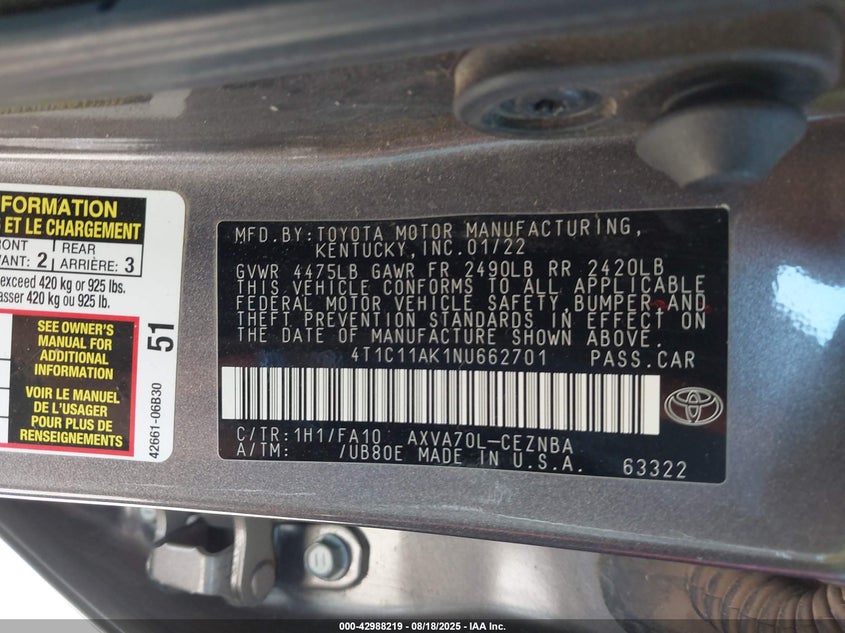 FORMATION
S ET LE CHARGEMENT
RONT 2 REAR 3
VANT: ARRIÈRE:
exceed 420 kg or 925 lbs.
asser 420 kg ou 925 lb.
SEE OWNER'S
MANUAL FOR
ADDITIONAL
INFORMATION
VOIR LE MANUEL
DE L'USAGER
POUR PLUS DE
RENSEIGNEMENTS
51
42661-06B30
MFD.BY:TOYOTA MOTOR MANUFACTURING,
KENTUCKY,INC.01/22
GVWR 4475LB GAWR FR 2490LB RR 2420LB
THIS VEHICLE CONFORMS TO ALL APPLICABLE
FEDERAL MOTOR VEHICLE SAFETY,BUMPER AND
THEFT PREVENTION STANDARDS IN EFFECT ON
THE DATE OF MANUFACTURE SHOWN ABOVE.
4T1C11AK1NU662701 PASS.CAR
C/TR:1H1/FA10 AXVA70L-CEZNBA
A/TM: /UB80E MADE IN U.S.A.
63322
000-42988219 - 08/18/2025 - IAA Inc.